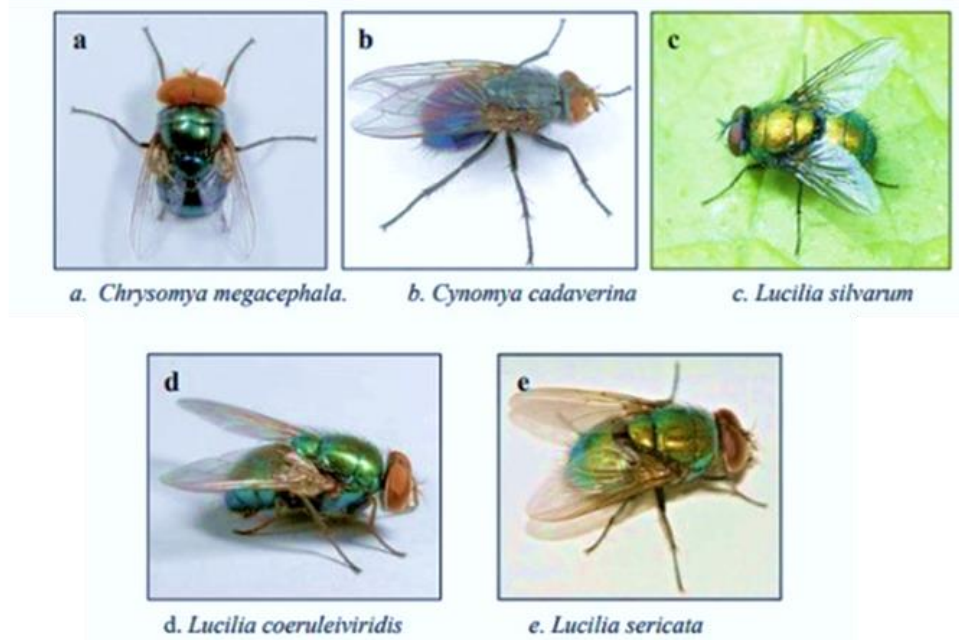 a
b
c
a. Chrysomya megacephala.
b. Cynomya cadaverina
c. Lucilia silvarum
d
e
d. Lucilia coeruleiviridis
e. Lucilia sericata